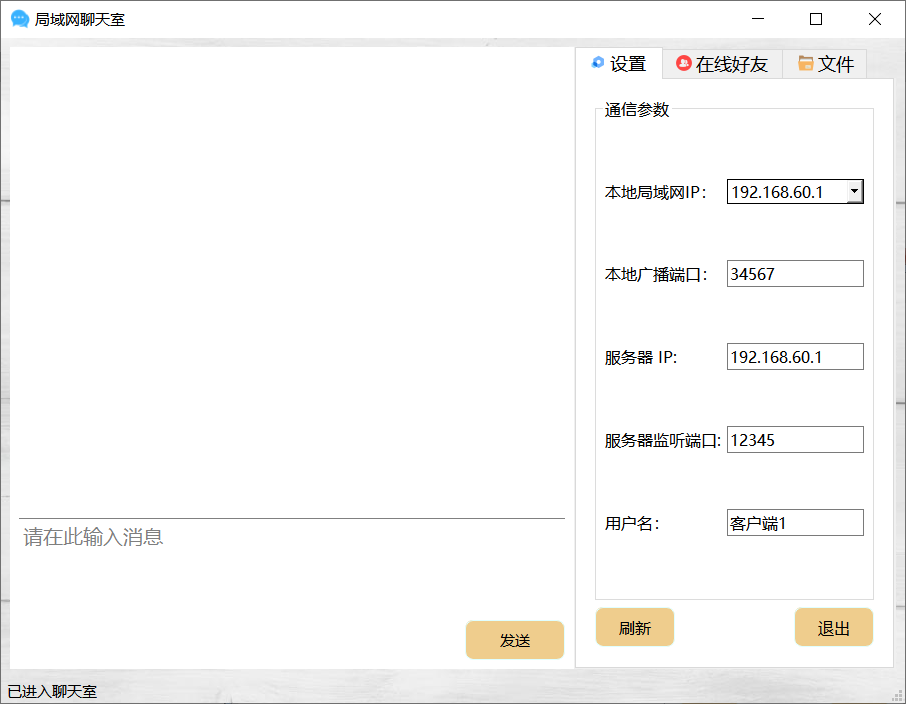 局域网聊天室
设置 在线好友 文件
通信参数
本地局域网IP: 192.168.60.1
本地广播端口: 34567
服务器 IP: 192.168.60.1
服务器监听端口: 12345
用户名: 客户端1
请在此输入消息
发送
刷新 退出
已进入聊天室